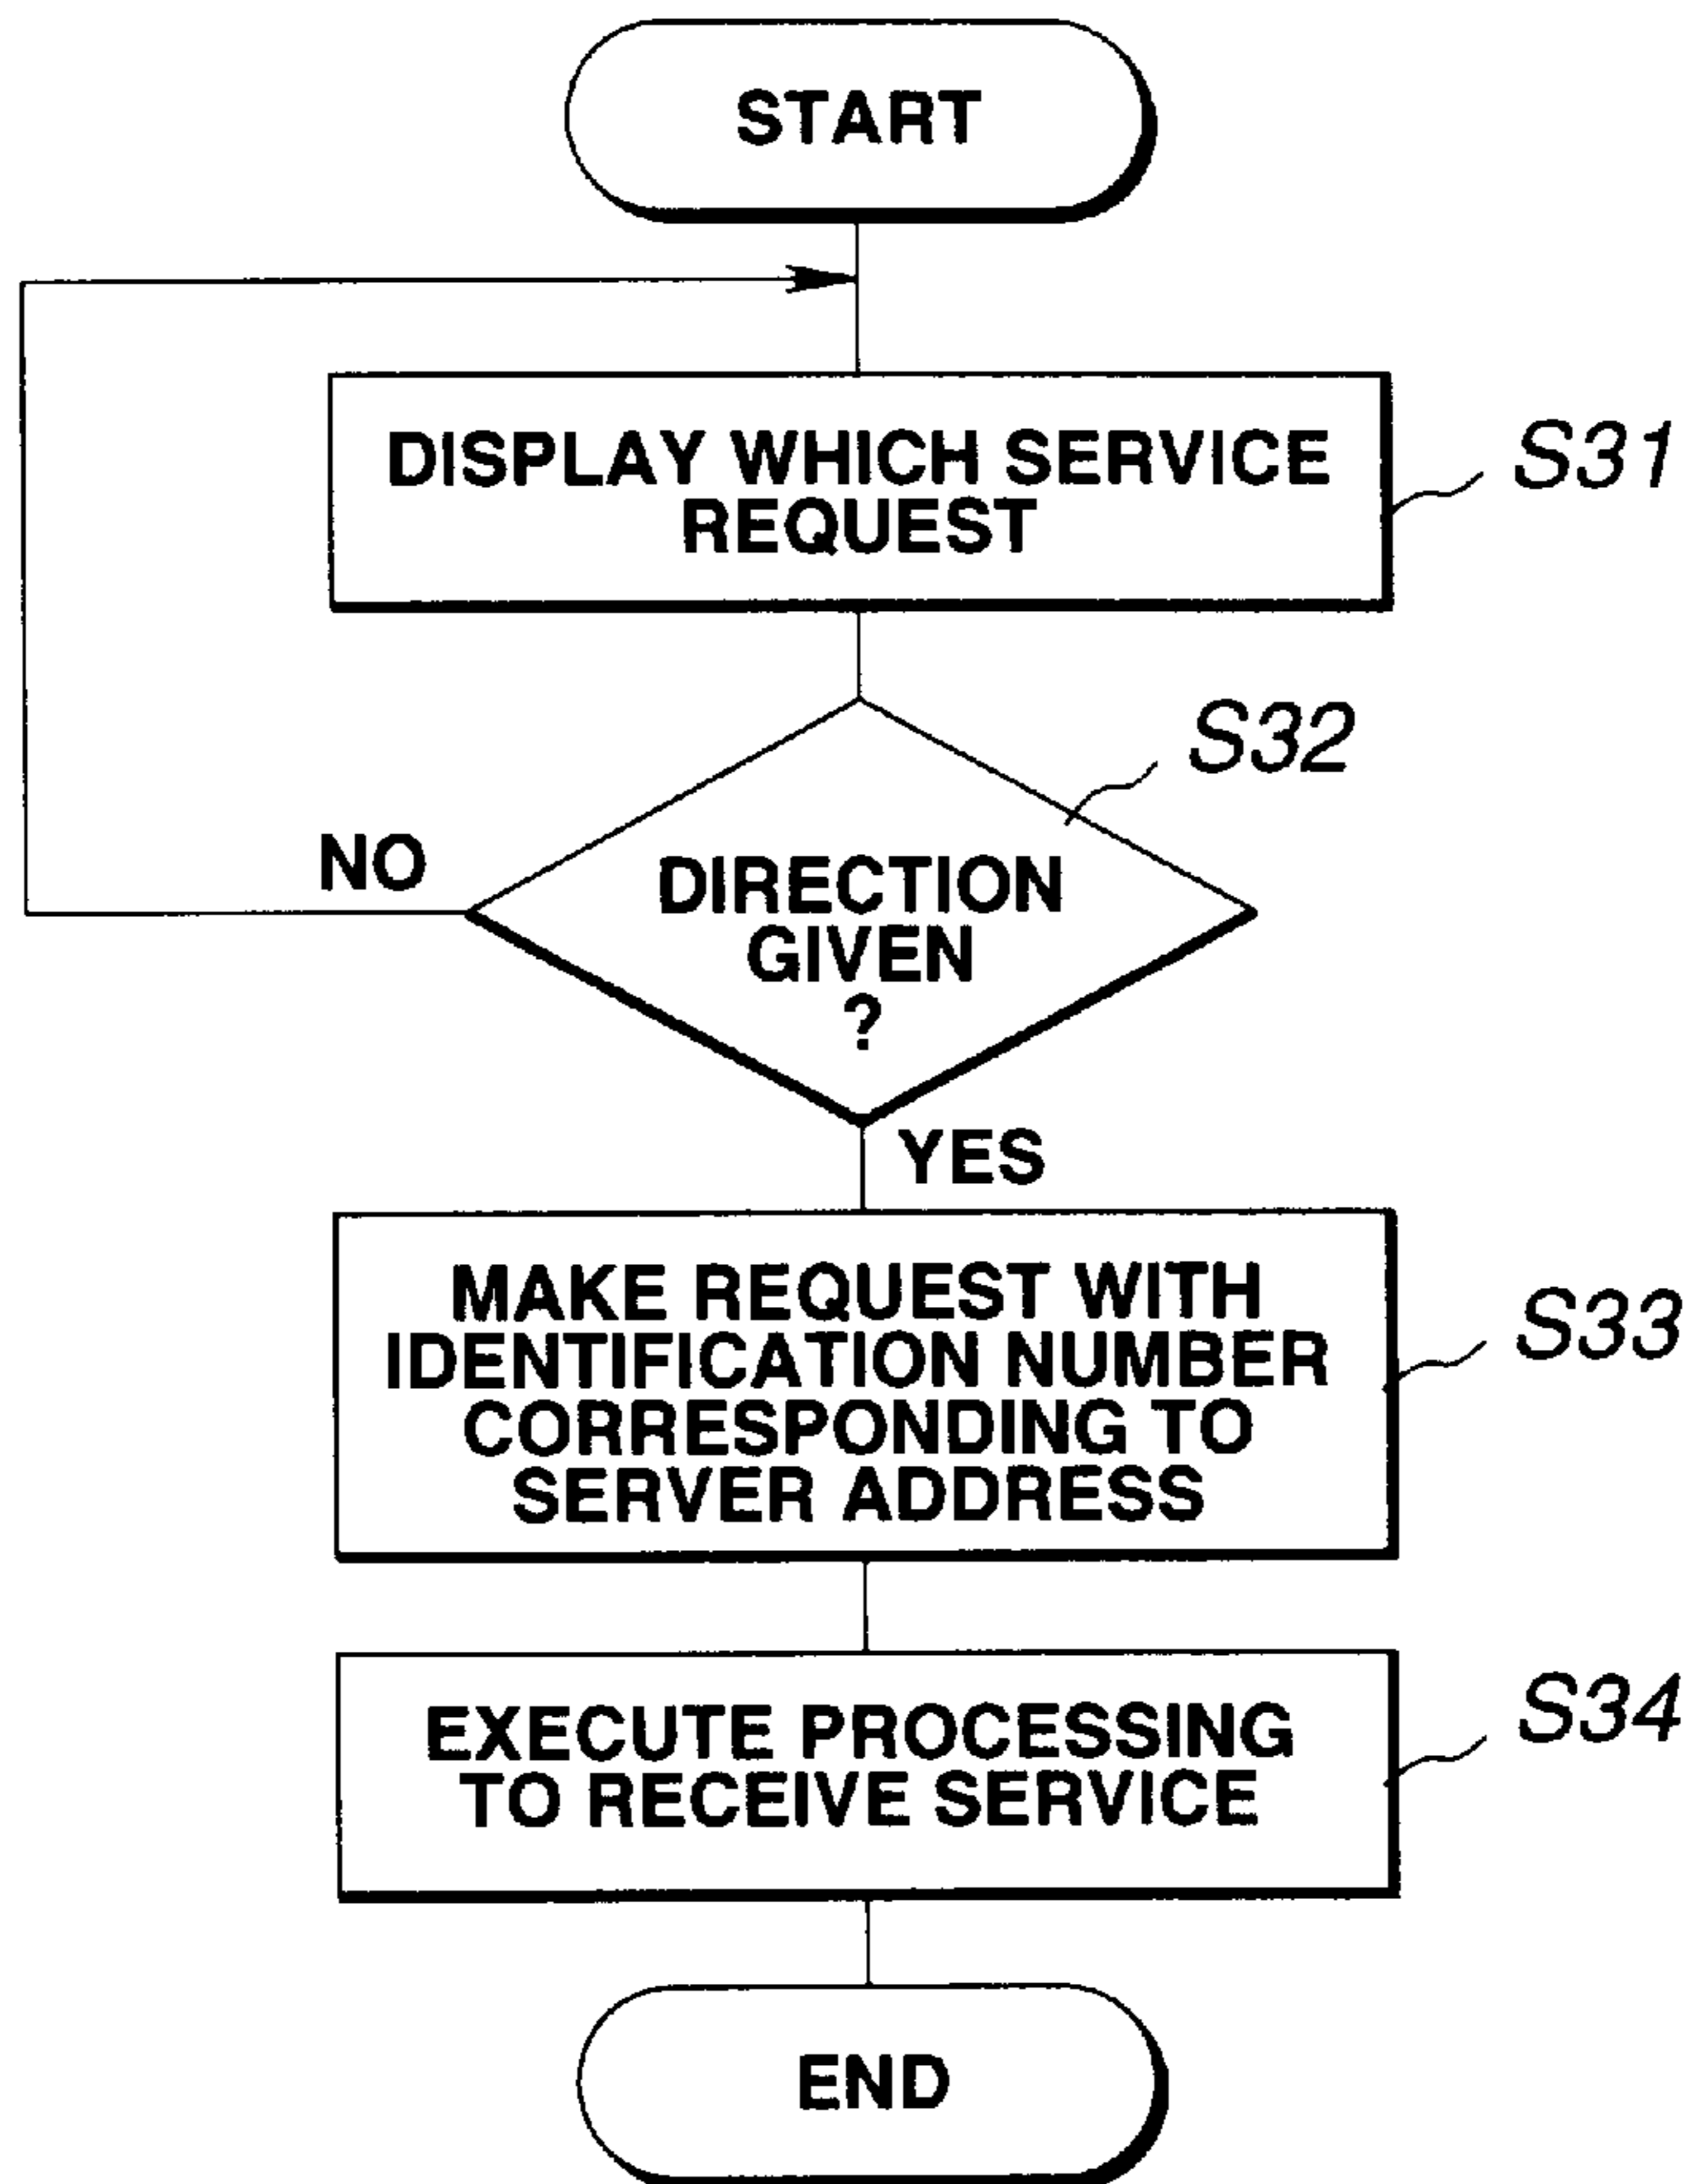 START
DISPLAY WHICH SERVICE
REQUEST
S31
S32
NO
DIRECTION
GIVEN
?
YES
MAKE REQUEST WITH
IDENTIFICATION NUMBER
CORRESPONDING TO
SERVER ADDRESS
S33
EXECUTE PROCESSING
TO RECEIVE SERVICE
S34
END